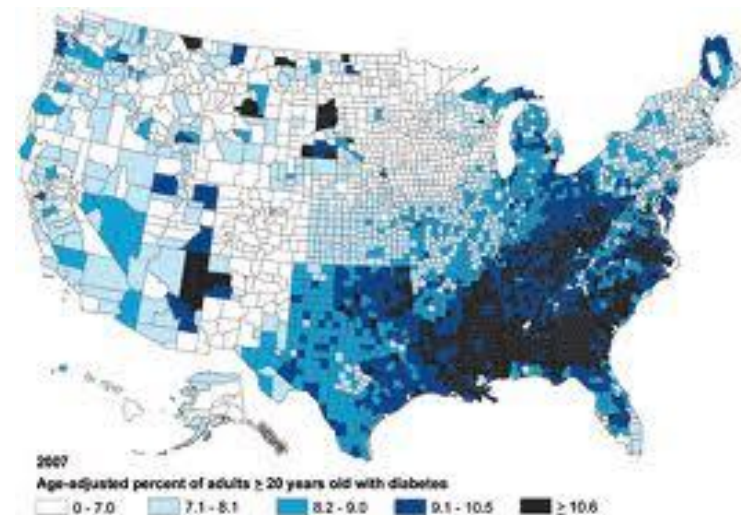 2007
Age-adjusted percent of adults ≥ 20 years old with diabetes
0 - 7.0 7.1 - 8.1 8.2 - 9.0 9.1 - 10.5 ≥ 10.6